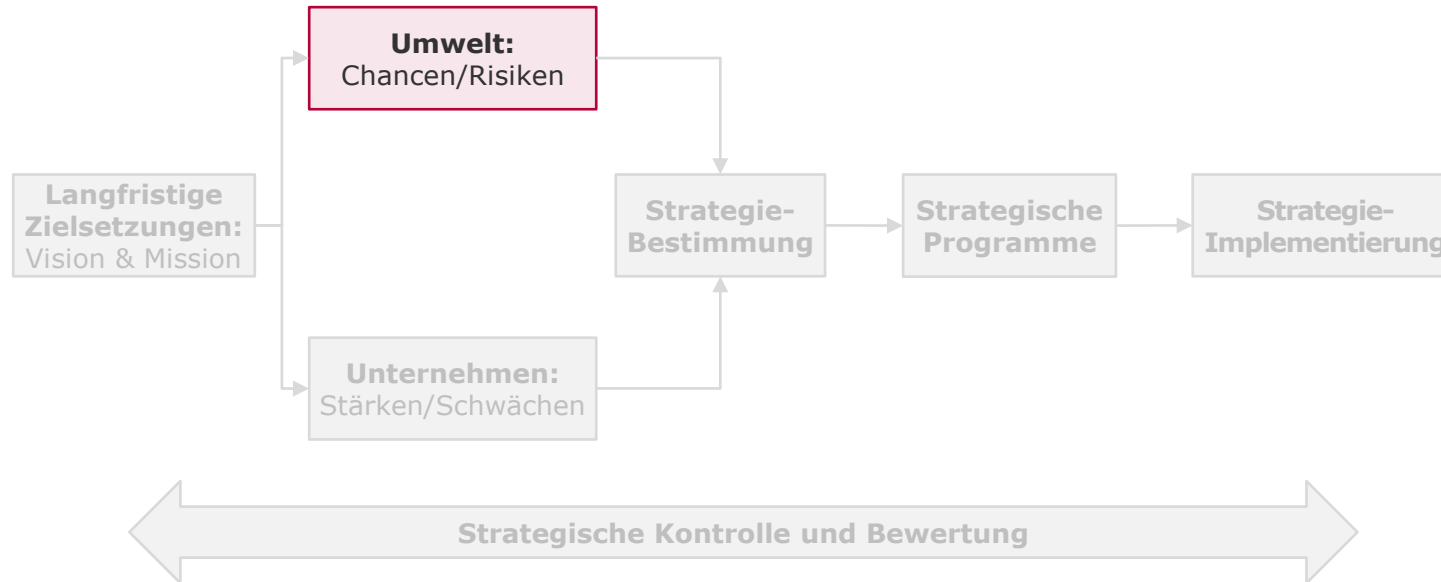 Umwelt:
Chancen/Risiken
Langfristige
Zielsetzungen:
Vision & Mission
Strategie-
Bestimmung
Strategische
Programme
Strategie-
Implementierung
Unternehmen:
Stärken/Schwächen
Strategische Kontrolle und Bewertung